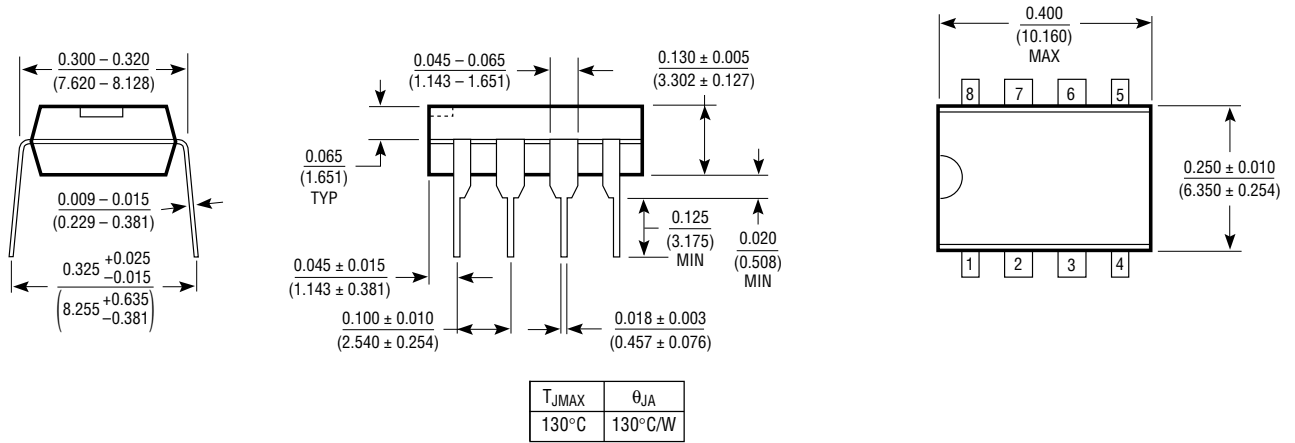 0.300 – 0.320
(7.620 – 8.128)
0.009 – 0.015
(0.229 – 0.381)
0.325 +0.025 –0.015
(8.255 +0.635 –0.381)
0.045 – 0.065
(1.143 – 1.651)
0.130 ± 0.005
(3.302 ± 0.127)
0.065
(1.651)
TYP
0.125
(3.175)
MIN
0.020
(0.508)
MIN
0.045 ± 0.015
(1.143 ± 0.381)
0.100 ± 0.010
(2.540 ± 0.254)
0.018 ± 0.003
(0.457 ± 0.076)
0.400
(10.160)
MAX
8 7 6 5
0.250 ± 0.010
(6.350 ± 0.254)
1 2 3 4
TJMAX θJA
130°C 130°C/W